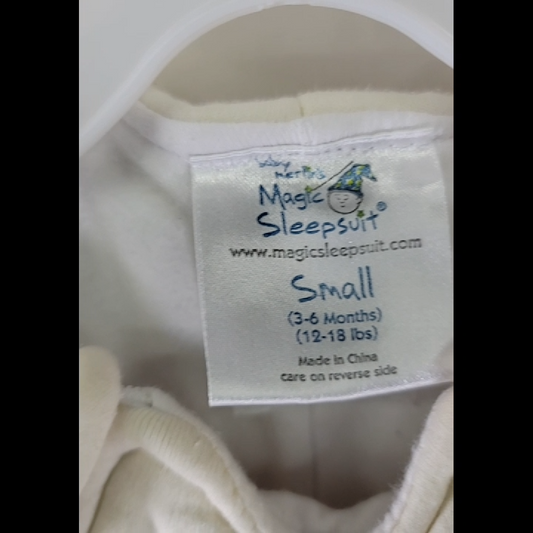 baby
Merlin's
Magic
Sleepsuit®
www.magicsleepsuit.com
Small
(3-6 Months)
(12-18 lbs)
Made in China
care on reverse side